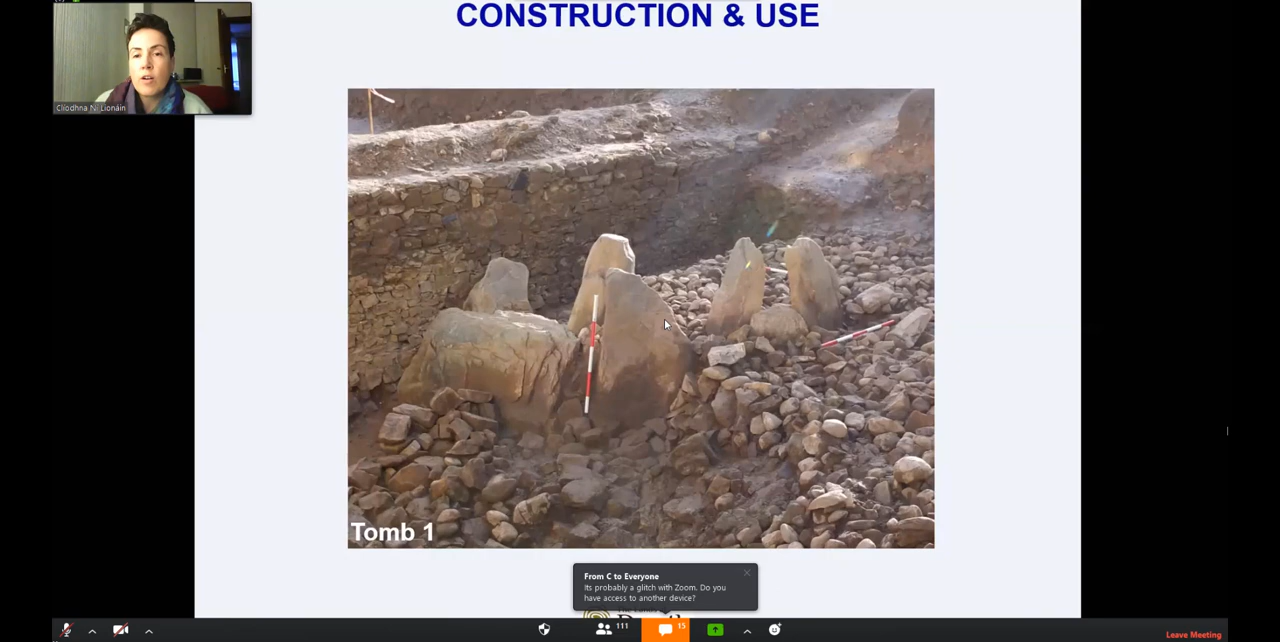 CONSTRUCTION & USE
Clíodhna Ní Lionáin
Tomb 1
From C to Everyone
Its probably a glitch with Zoom. Do you
have access to another device?
111
15
Leave Meeting